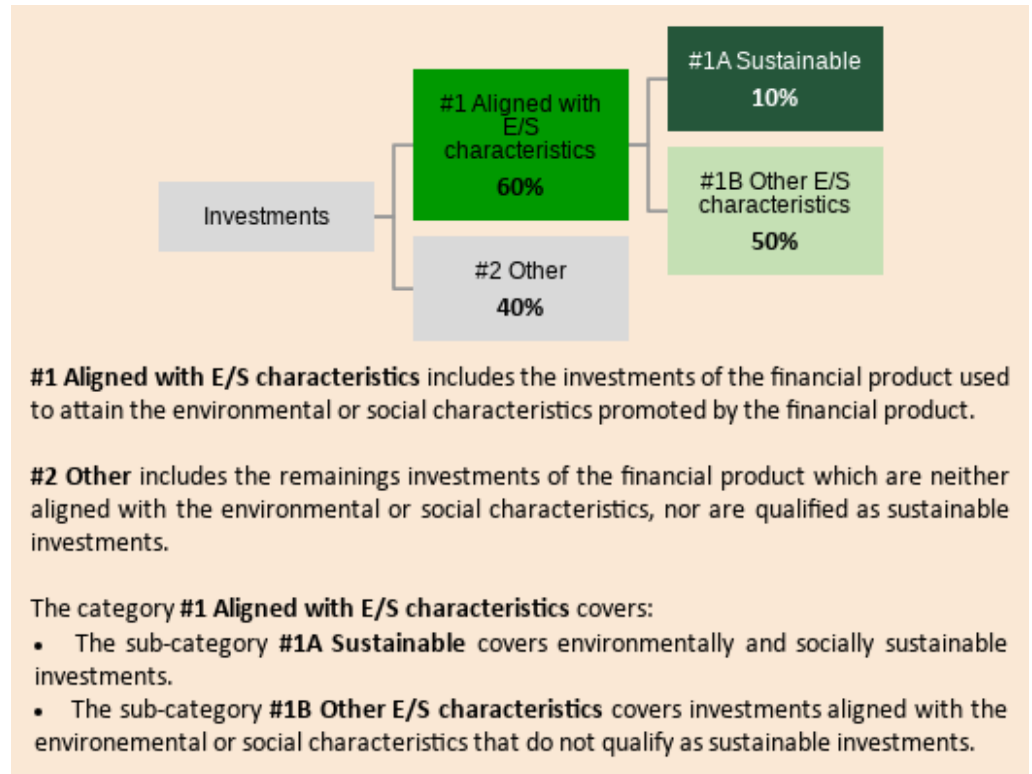 #1A Sustainable
10%
#1 Aligned with
E/S
characteristics
60%
#1B Other E/S
characteristics
50%
Investments
#2 Other
40%
#1 Aligned with E/S characteristics includes the investments of the financial product used
to attain the environmental or social characteristics promoted by the financial product.
#2 Other includes the remainings investments of the financial product which are neither
aligned with the environmental or social characteristics, nor are qualified as sustainable
investments.
The category #1 Aligned with E/S characteristics covers:
• The sub-category #1A Sustainable covers environmentally and socially sustainable
investments.
• The sub-category #1B Other E/S characteristics covers investments aligned with the
environemental or social characteristics that do not qualify as sustainable investments.